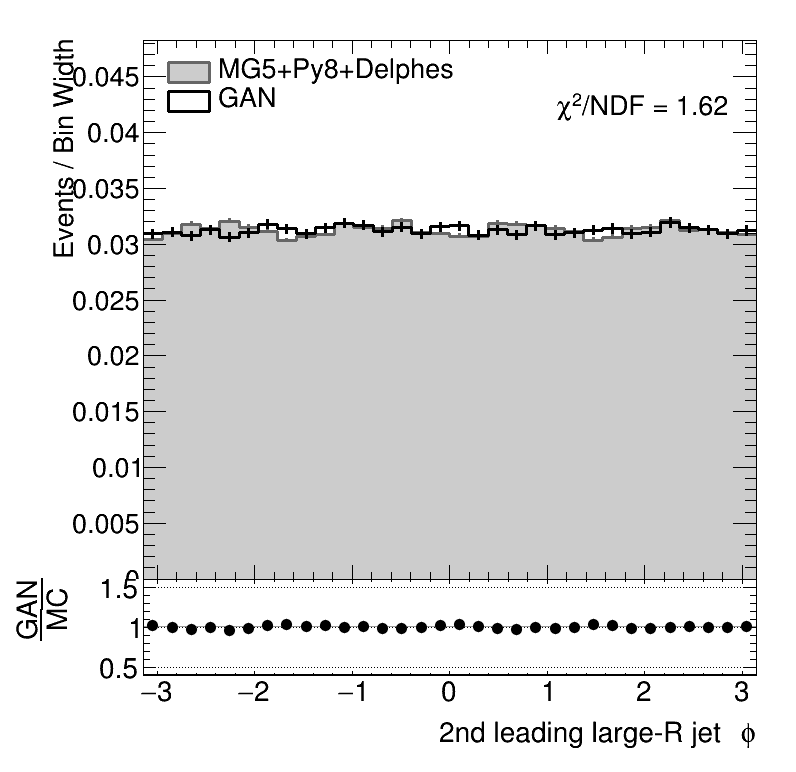 Events / Bin Width
0.045
0.04
0.035
0.03
0.025
0.02
0.015
0.01
0.005
0
MG5+Py8+Delphes
GAN
χ²/NDF = 1.62
GAN
MC
1.5
1
0.5
−3 −2 −1 0 1 2 3
2nd leading large-R jet ϕ